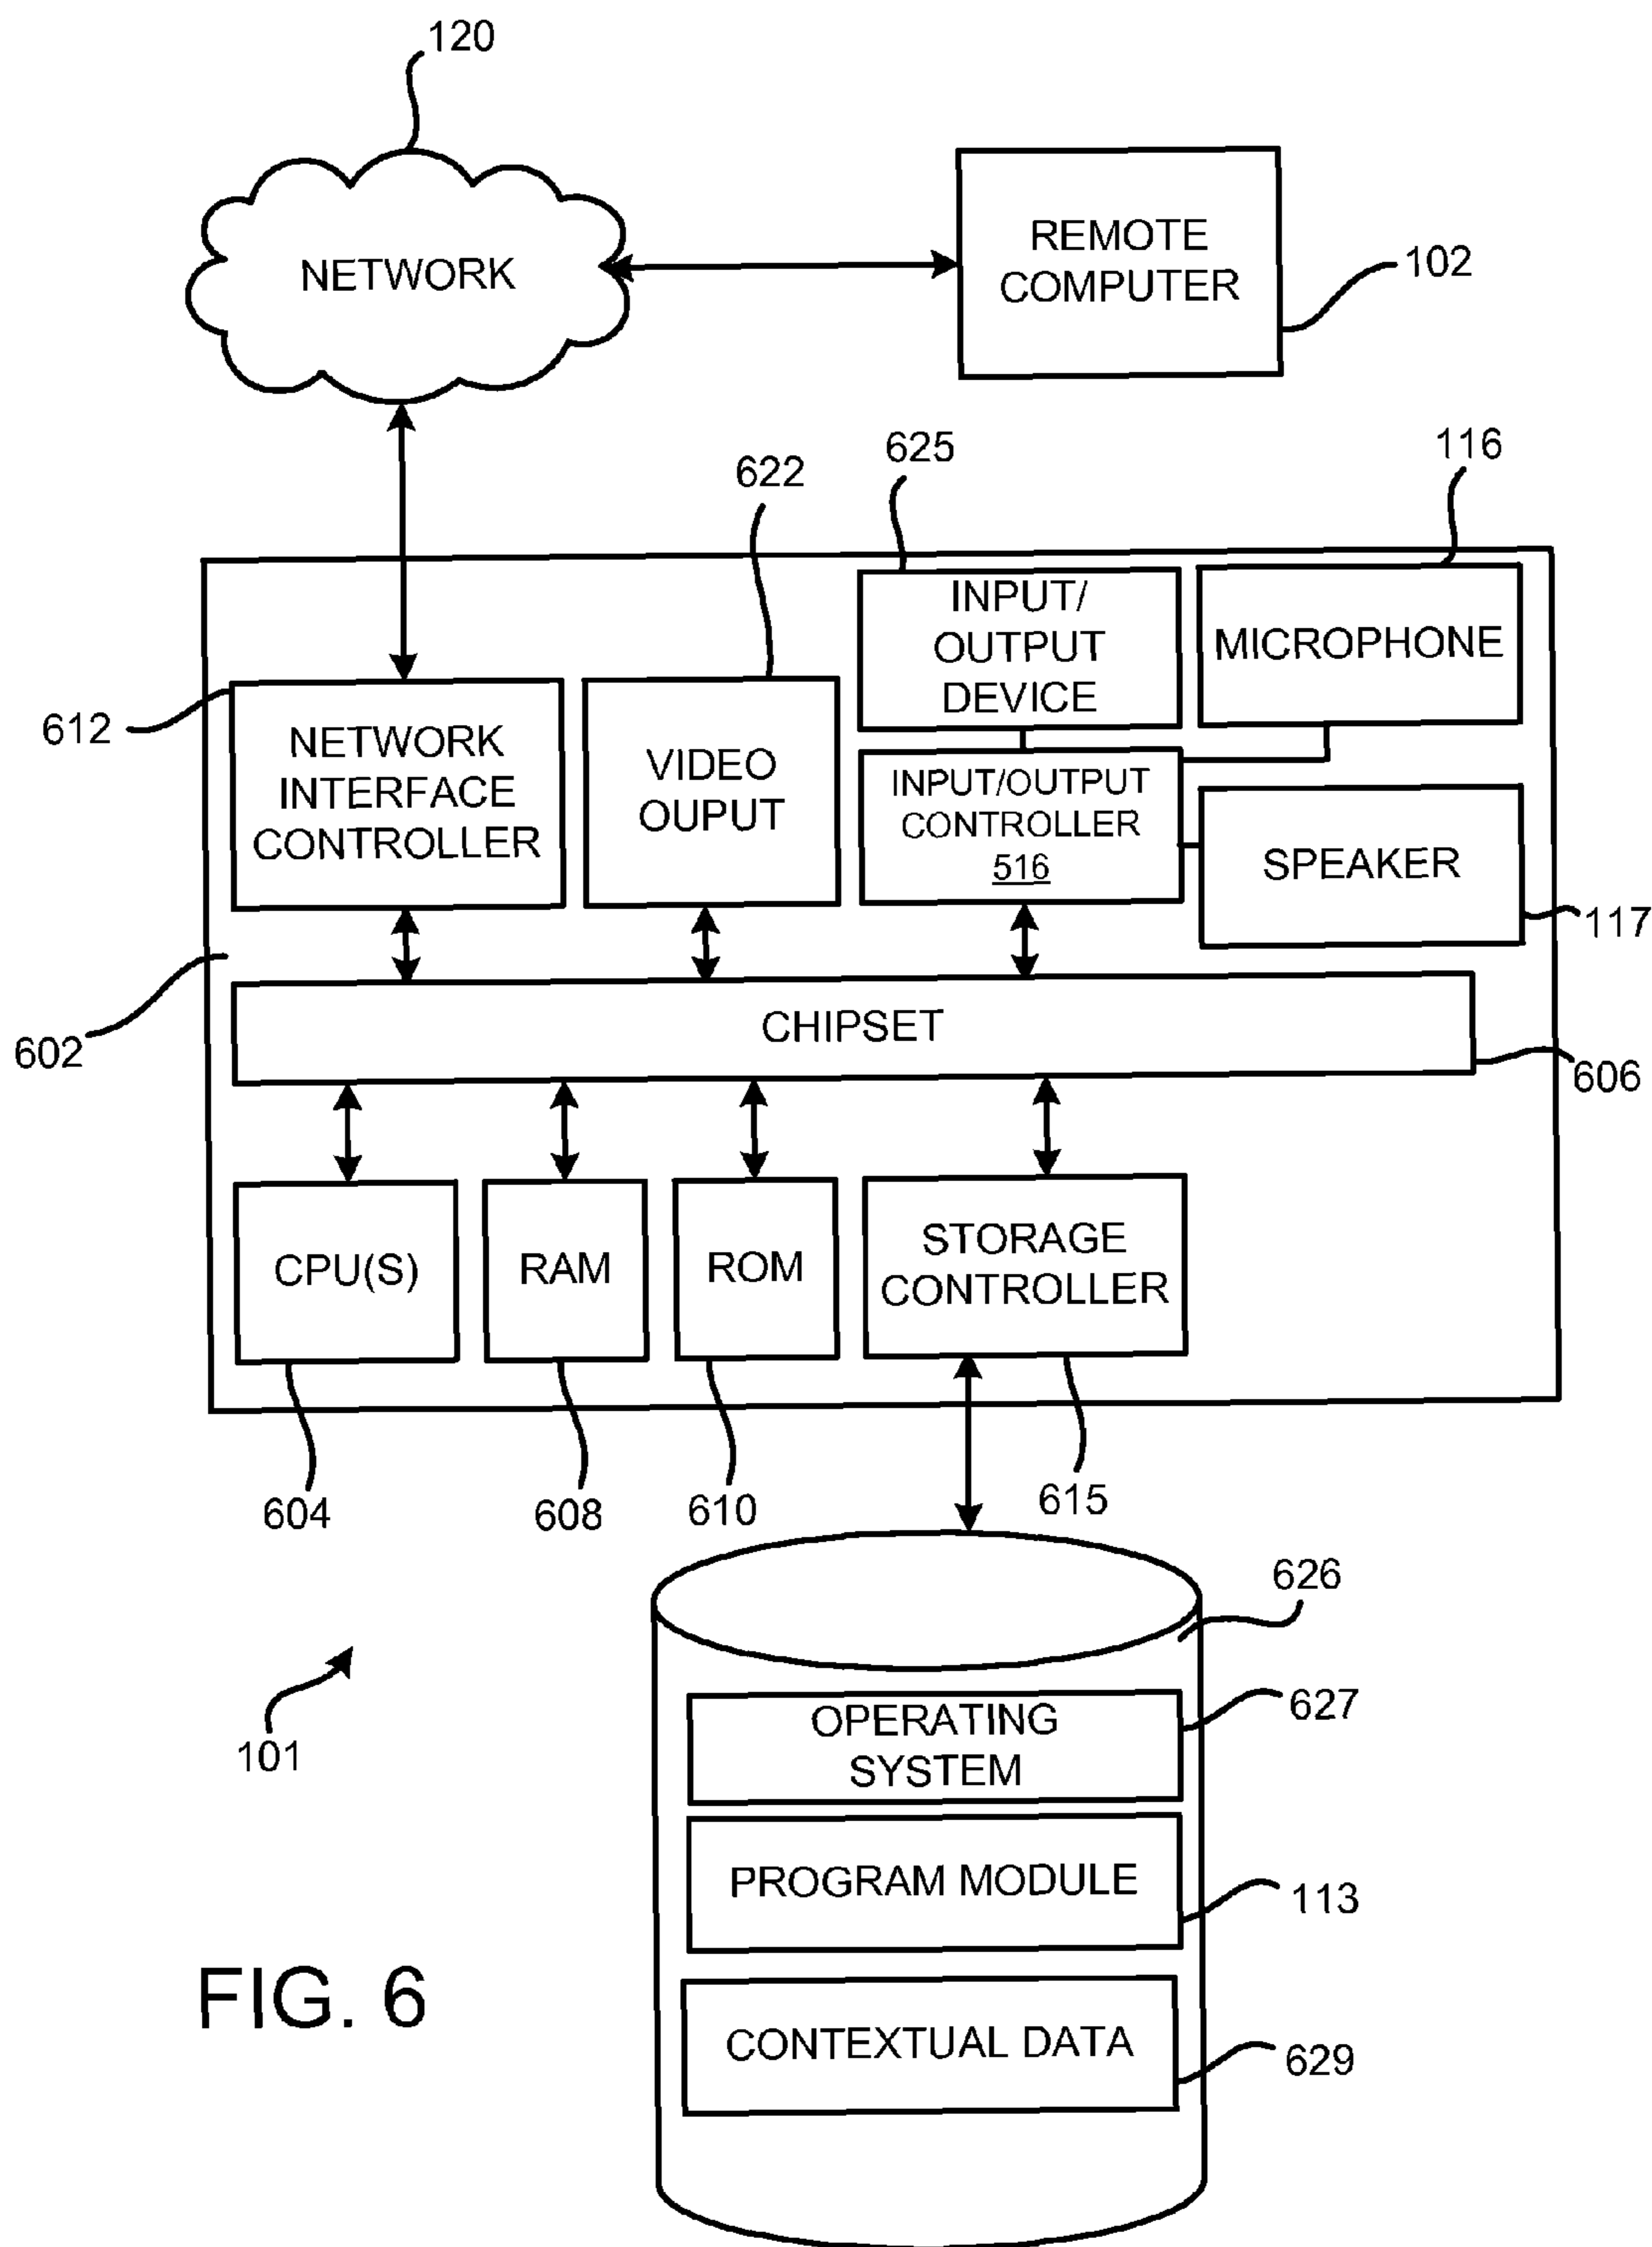 120
NETWORK
REMOTE
COMPUTER
102
625
116
622
INPUT/
OUTPUT
DEVICE
MICROPHONE
612
NETWORK
INTERFACE
CONTROLLER
VIDEO
OUPUT
INPUT/OUTPUT
CONTROLLER
516
SPEAKER
117
602
CHIPSET
606
CPU(S)
RAM
ROM
STORAGE
CONTROLLER
604
608
610
615
626
101
OPERATING
SYSTEM
627
PROGRAM MODULE
113
FIG. 6
CONTEXTUAL DATA
629